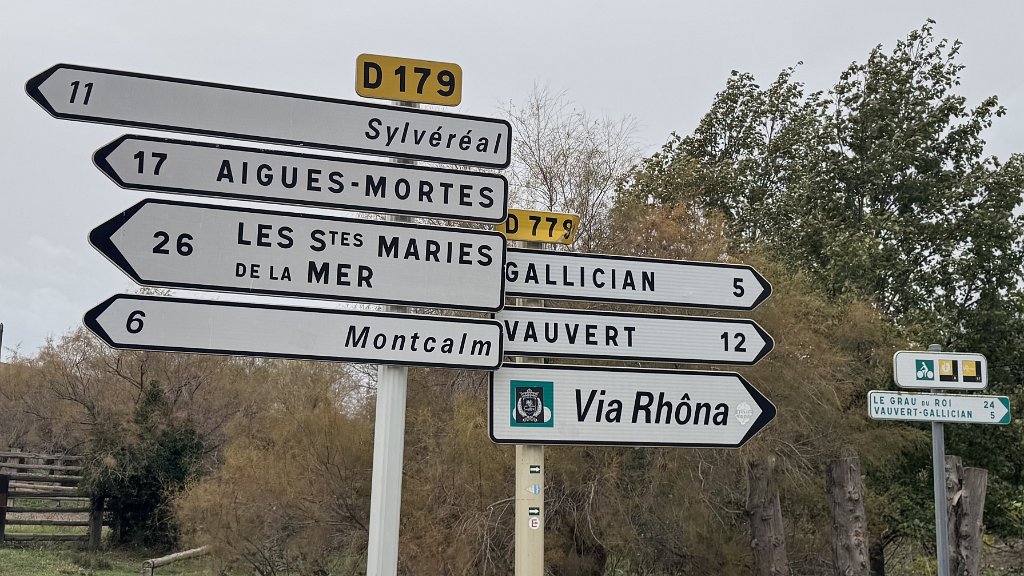 D 179
11 Sylvéréal
17 AIGUES-MORTES
26 LES Stes MARIES
DE LA MER
6 Montcalm
D 779
GALLICIAN 5
VAUVERT 12
Via Rhôna
E
LE GRAU DU ROI 24
VAUVERT-GALLICIAN 5